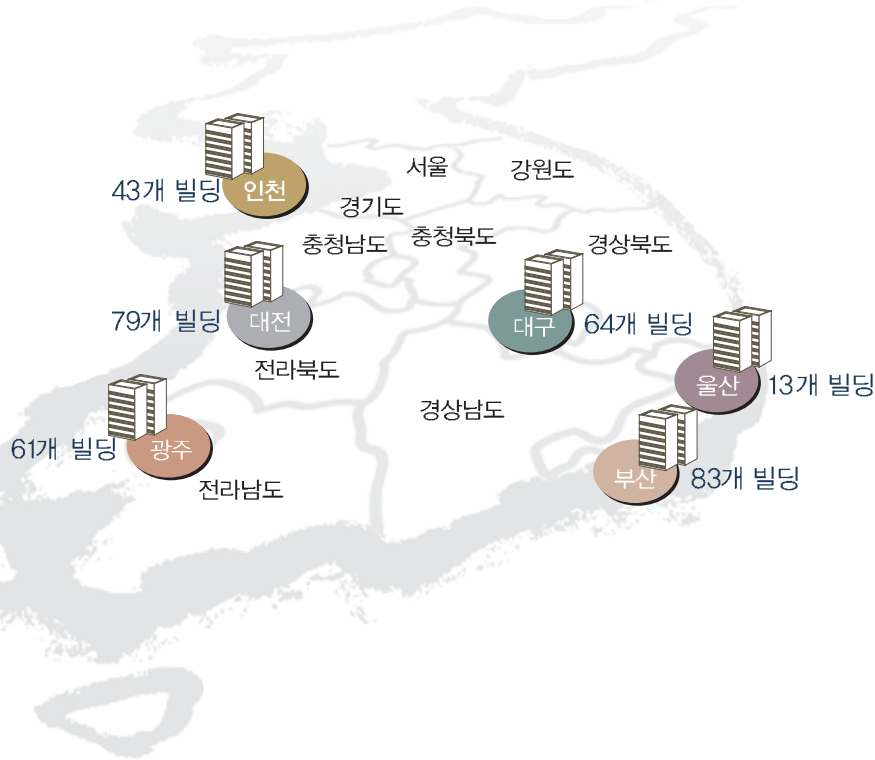 서울
강원도
43개 빌딩
인천
경기도
충청남도
충청북도
경상북도
79개 빌딩
대전
대구
64개 빌딩
전라북도
울산
13개 빌딩
경상남도
61개 빌딩
광주
전라남도
부산
83개 빌딩